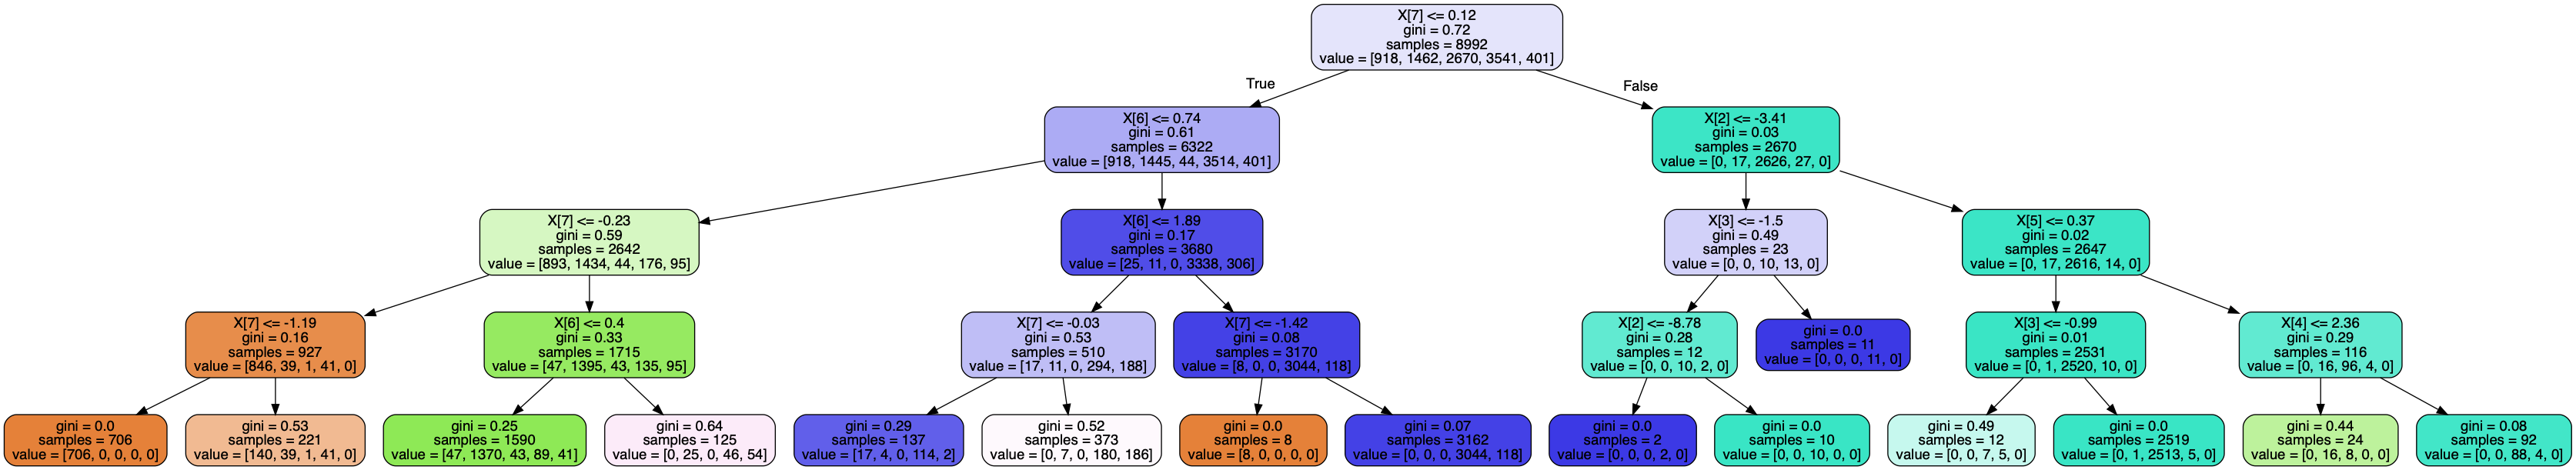 X[7] <= 0.12
gini = 0.72
samples = 8992
value = [918, 1462, 2670, 3541, 401]
True
False
X[6] <= 0.74
gini = 0.61
samples = 6322
value = [918, 1445, 44, 3514, 401]
X[2] <= -3.41
gini = 0.03
samples = 2670
value = [0, 17, 2626, 27, 0]
X[7] <= -0.23
gini = 0.59
samples = 2642
value = [893, 1434, 44, 176, 95]
X[6] <= 1.89
gini = 0.17
samples = 3680
value = [25, 11, 0, 3338, 306]
X[3] <= -1.5
gini = 0.49
samples = 23
value = [0, 0, 10, 13, 0]
X[5] <= 0.37
gini = 0.02
samples = 2647
value = [0, 17, 2616, 14, 0]
X[7] <= -1.19
gini = 0.16
samples = 927
value = [846, 39, 1, 41, 0]
X[6] <= 0.4
gini = 0.33
samples = 1715
value = [47, 1395, 43, 135, 95]
X[7] <= -0.03
gini = 0.53
samples = 510
value = [17, 11, 0, 294, 188]
X[7] <= -1.42
gini = 0.08
samples = 3170
value = [8, 0, 0, 3044, 118]
X[2] <= -8.78
gini = 0.28
samples = 12
value = [0, 0, 10, 2, 0]
gini = 0.0
samples = 11
value = [0, 0, 0, 11, 0]
X[3] <= -0.99
gini = 0.01
samples = 2531
value = [0, 1, 2520, 10, 0]
X[4] <= 2.36
gini = 0.29
samples = 116
value = [0, 16, 96, 4, 0]
gini = 0.0
samples = 706
value = [706, 0, 0, 0, 0]
gini = 0.53
samples = 221
value = [140, 39, 1, 41, 0]
gini = 0.25
samples = 1590
value = [47, 1370, 43, 89, 41]
gini = 0.64
samples = 125
value = [0, 25, 0, 46, 54]
gini = 0.29
samples = 137
value = [17, 4, 0, 114, 2]
gini = 0.52
samples = 373
value = [0, 7, 0, 180, 186]
gini = 0.0
samples = 8
value = [8, 0, 0, 0, 0]
gini = 0.07
samples = 3162
value = [0, 0, 0, 3044, 118]
gini = 0.0
samples = 2
value = [0, 0, 0, 2, 0]
gini = 0.0
samples = 10
value = [0, 0, 10, 0, 0]
gini = 0.49
samples = 12
value = [0, 0, 7, 5, 0]
gini = 0.0
samples = 2519
value = [0, 1, 2513, 5, 0]
gini = 0.44
samples = 24
value = [0, 16, 8, 0, 0]
gini = 0.08
samples = 92
value = [0, 0, 88, 4, 0]